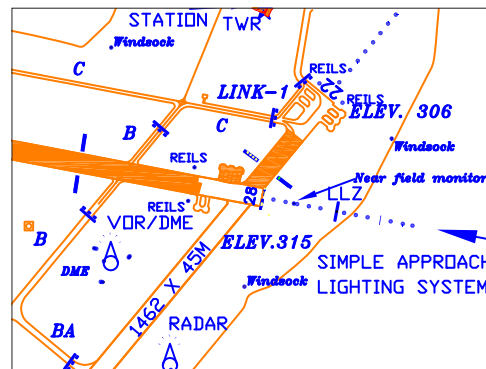 STATION TWR
Windsock
REILS
C
LINK-1
22
REILS
ELEV. 306
C
B
Windsock
REILS
Near field monitor
28
LLZ
REILS
VOR/DME
B
ELEV.315
SIMPLE APPROACH
LIGHTING SYSTEM
DME
Windsock
1462 X 45M
RADAR
BA